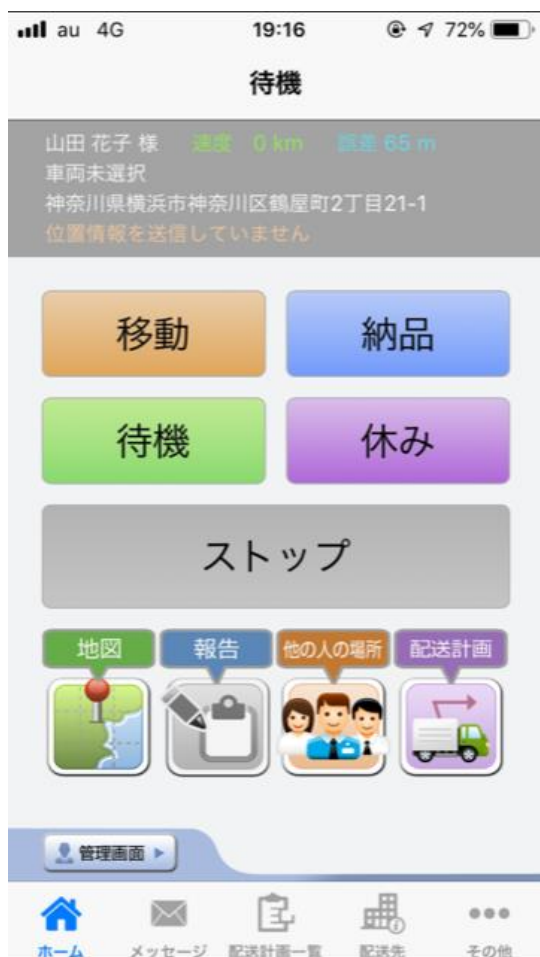 au 4G 19:16 72%
待機
山田 花子 様 速度 0 km 誤差 65 m
車両未選択
神奈川県横浜市神奈川区鶴屋町2丁目21-1
位置情報を送信していません
移動 納品
待機 休み
ストップ
地図 報告 他の人の場所 配送計画
管理画面
ホーム メッセージ 配送計画一覧 配送先 その他